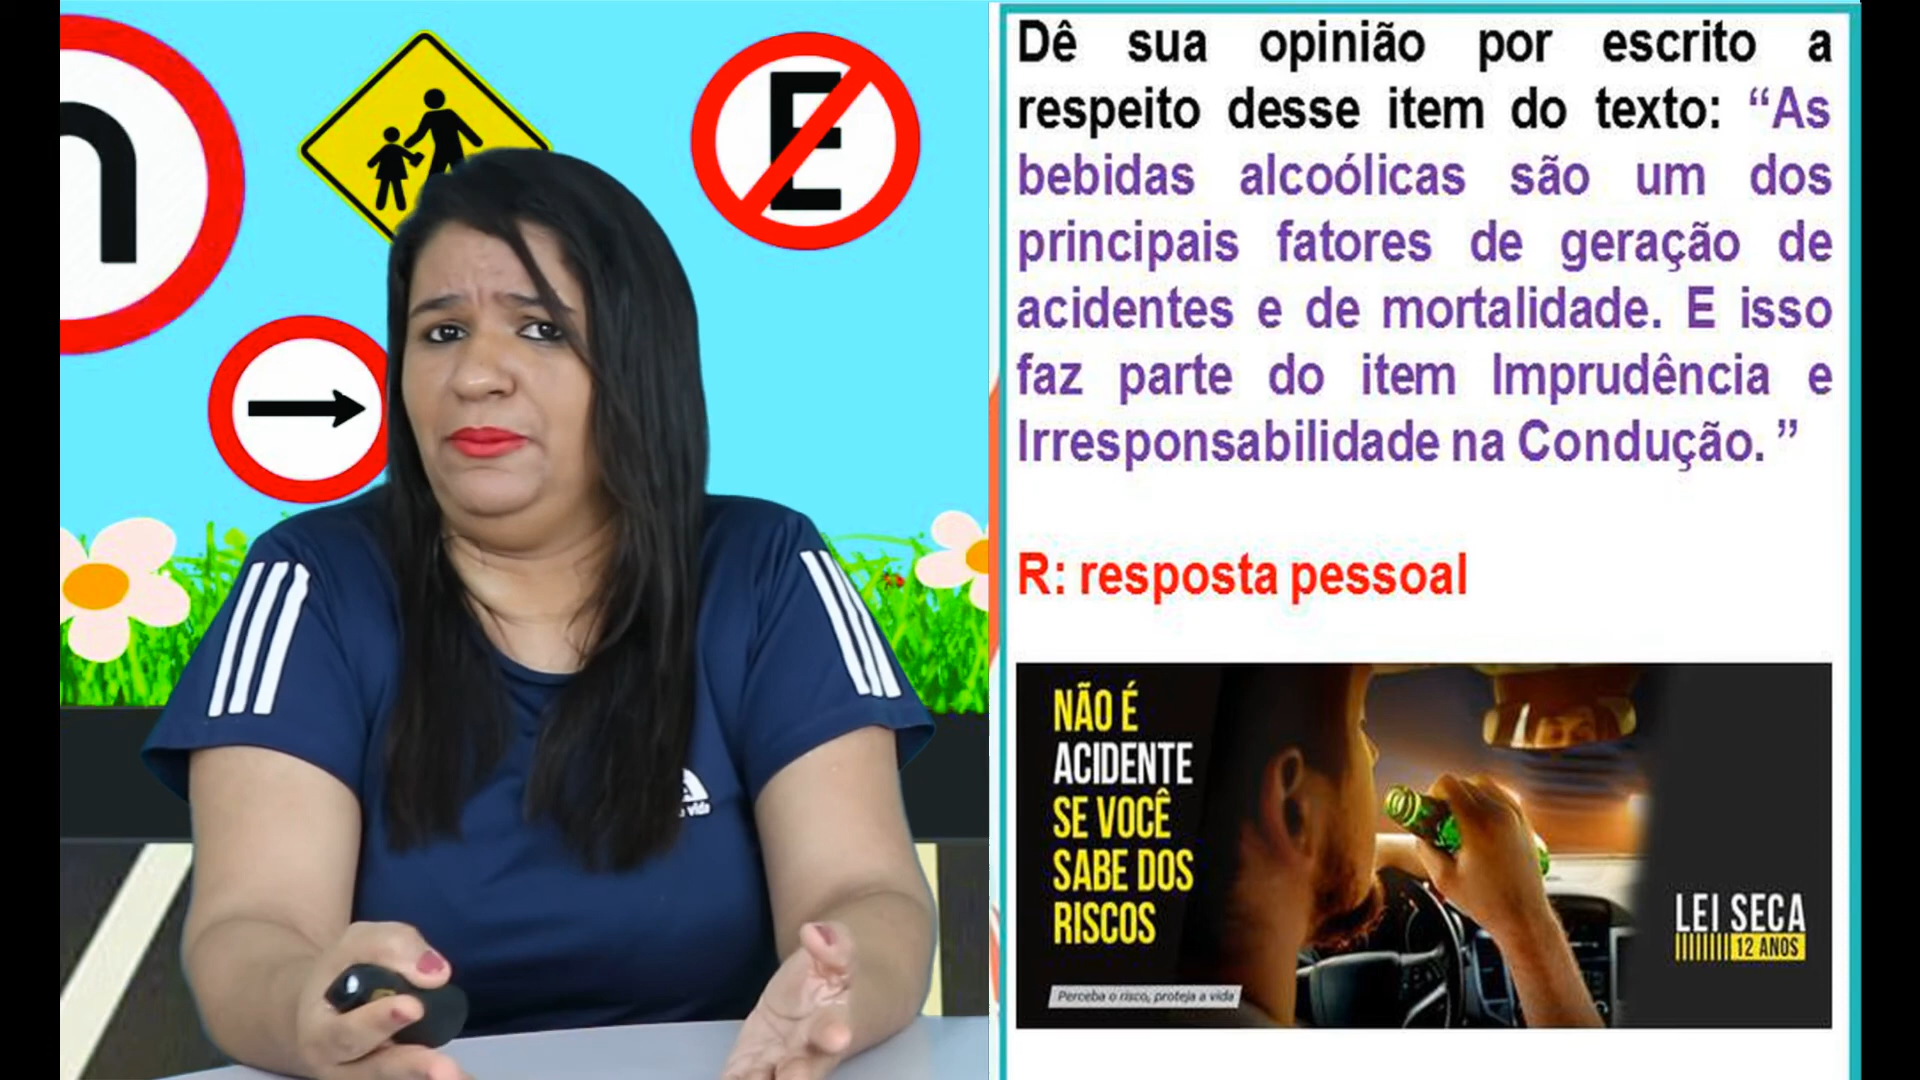 E
Dê sua opinião por escrito a
respeito desse item do texto: “As
bebidas alcoólicas são um dos
principais fatores de geração de
acidentes e de mortalidade. E isso
faz parte do item Imprudência e
Irresponsabilidade na Condução. ”
R: resposta pessoal
NÃO É
ACIDENTE
SE VOCÊ
SABE DOS
RISCOS
Perceba o risco, proteja a vida
LEI SECA
12 ANOS
vida